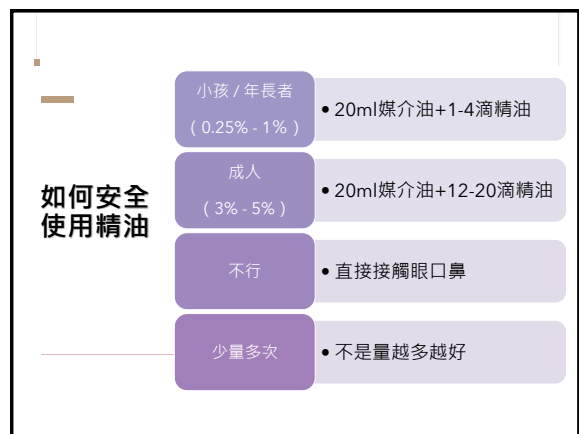 如何安全
使用精油
小孩 / 年長者
( 0.25% - 1% )
• 20ml媒介油+1-4滴精油
成人
( 3% - 5% )
• 20ml媒介油+12-20滴精油
不行
• 直接接觸眼口鼻
少量多次
• 不是量越多越好